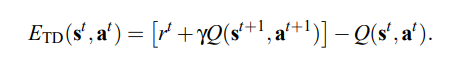 E_TD(s^t, a^t) = [r^t + γQ(s^{t+1}, a^{t+1})] − Q(s^t, a^t).